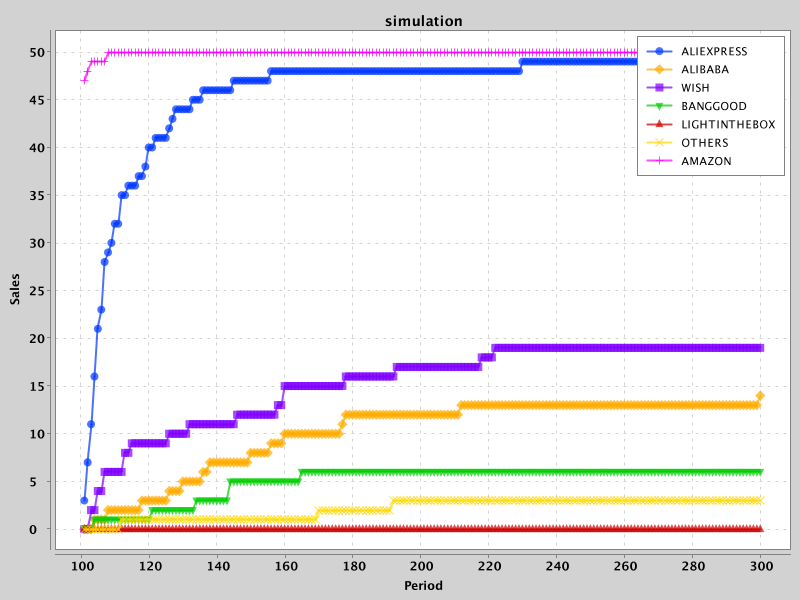 simulation
ALIEXPRESS
ALIBABA
WISH
BANGGOOD
LIGHTINTHEBOX
OTHERS
AMAZON
Sales
50
45
40
35
30
25
20
15
10
5
0
100 120 140 160 180 200 220 240 260 280 300
Period